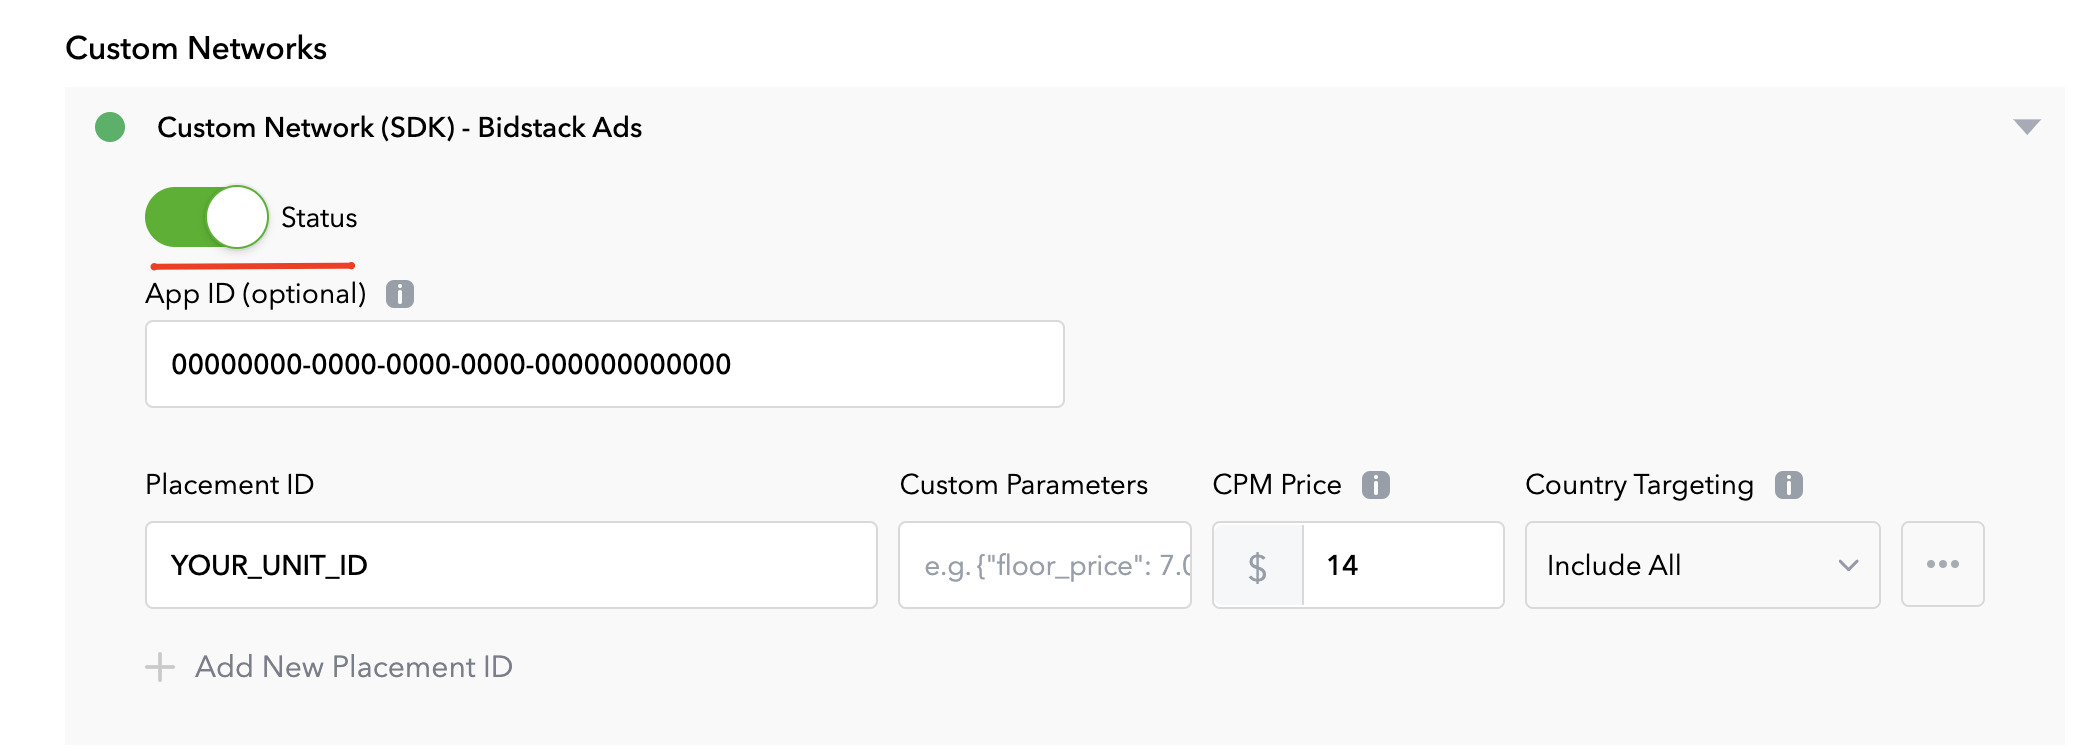 Custom Networks
Custom Network (SDK) - Bidstack Ads
Status
App ID (optional)
00000000-0000-0000-0000-000000000000
Placement ID Custom Parameters CPM Price Country Targeting
YOUR_UNIT_ID e.g. {"floor_price": 7.0 $ 14 Include All
Add New Placement ID